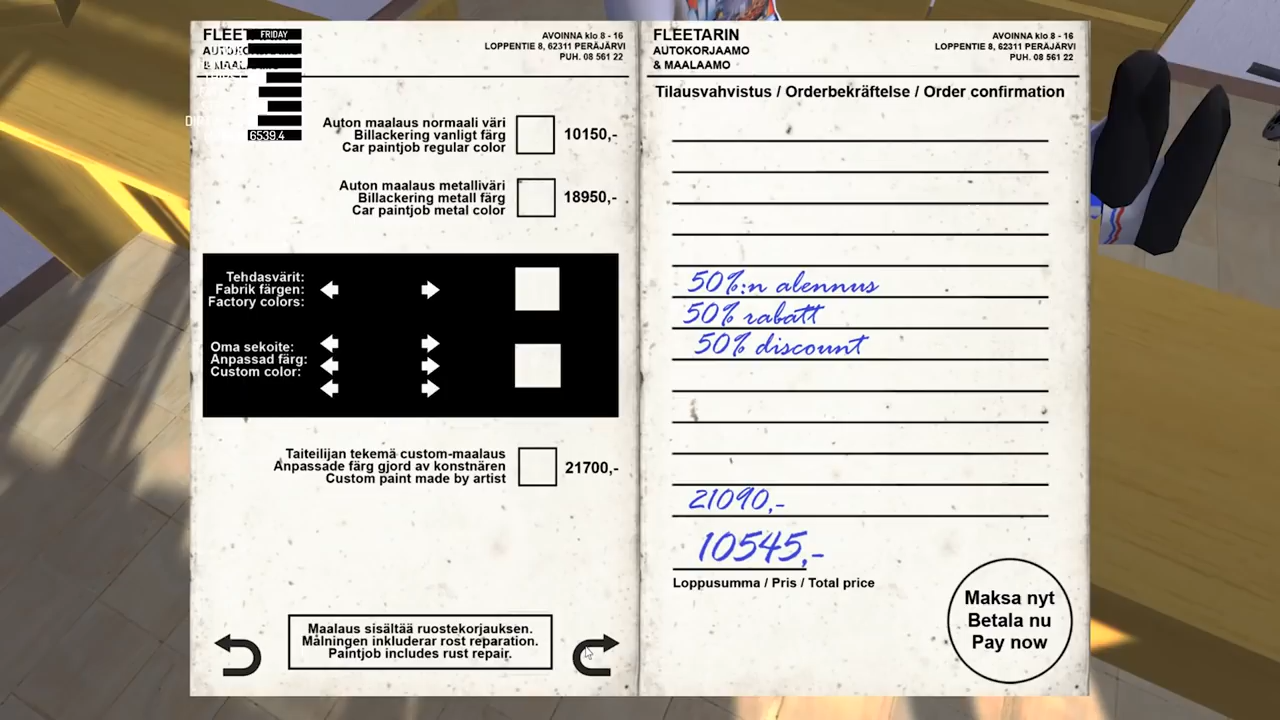 FLEETARIN
AUTOKORJAAMO
& MAALAAMO
FRIDAY
6539.4
AVOINNA klo 8 - 16
LOPPENTIE 8, 62311 PERÄJÄRVI
PUH. 08 561 22
Auton maalaus normaali väri
Billackering vanligt färg
Car paintjob regular color
10150,-
Auton maalaus metalliväri
Billackering metall färg
Car paintjob metal color
18950,-
Tehdasvärit:
Fabrik färgen:
Factory colors:
Oma sekoite:
Anpassad färg:
Custom color:
Taiteilijan tekemä custom-maalaus
Anpassade färg gjord av konstnären
Custom paint made by artist
21700,-
Maalaus sisältää ruostekorjauksen.
Målningen inkluderar rost reparation.
Paintjob includes rust repair.
FLEETARIN
AUTOKORJAAMO
& MAALAAMO
AVOINNA klo 8 - 16
LOPPENTIE 8, 62311 PERÄJÄRVI
PUH. 08 561 22
Tilausvahvistus / Orderbekräftelse / Order confirmation
50%:n alennus
50% rabatt
50% discount
21090,-
10545,-
Loppusumma / Pris / Total price
Maksa nyt
Betala nu
Pay now